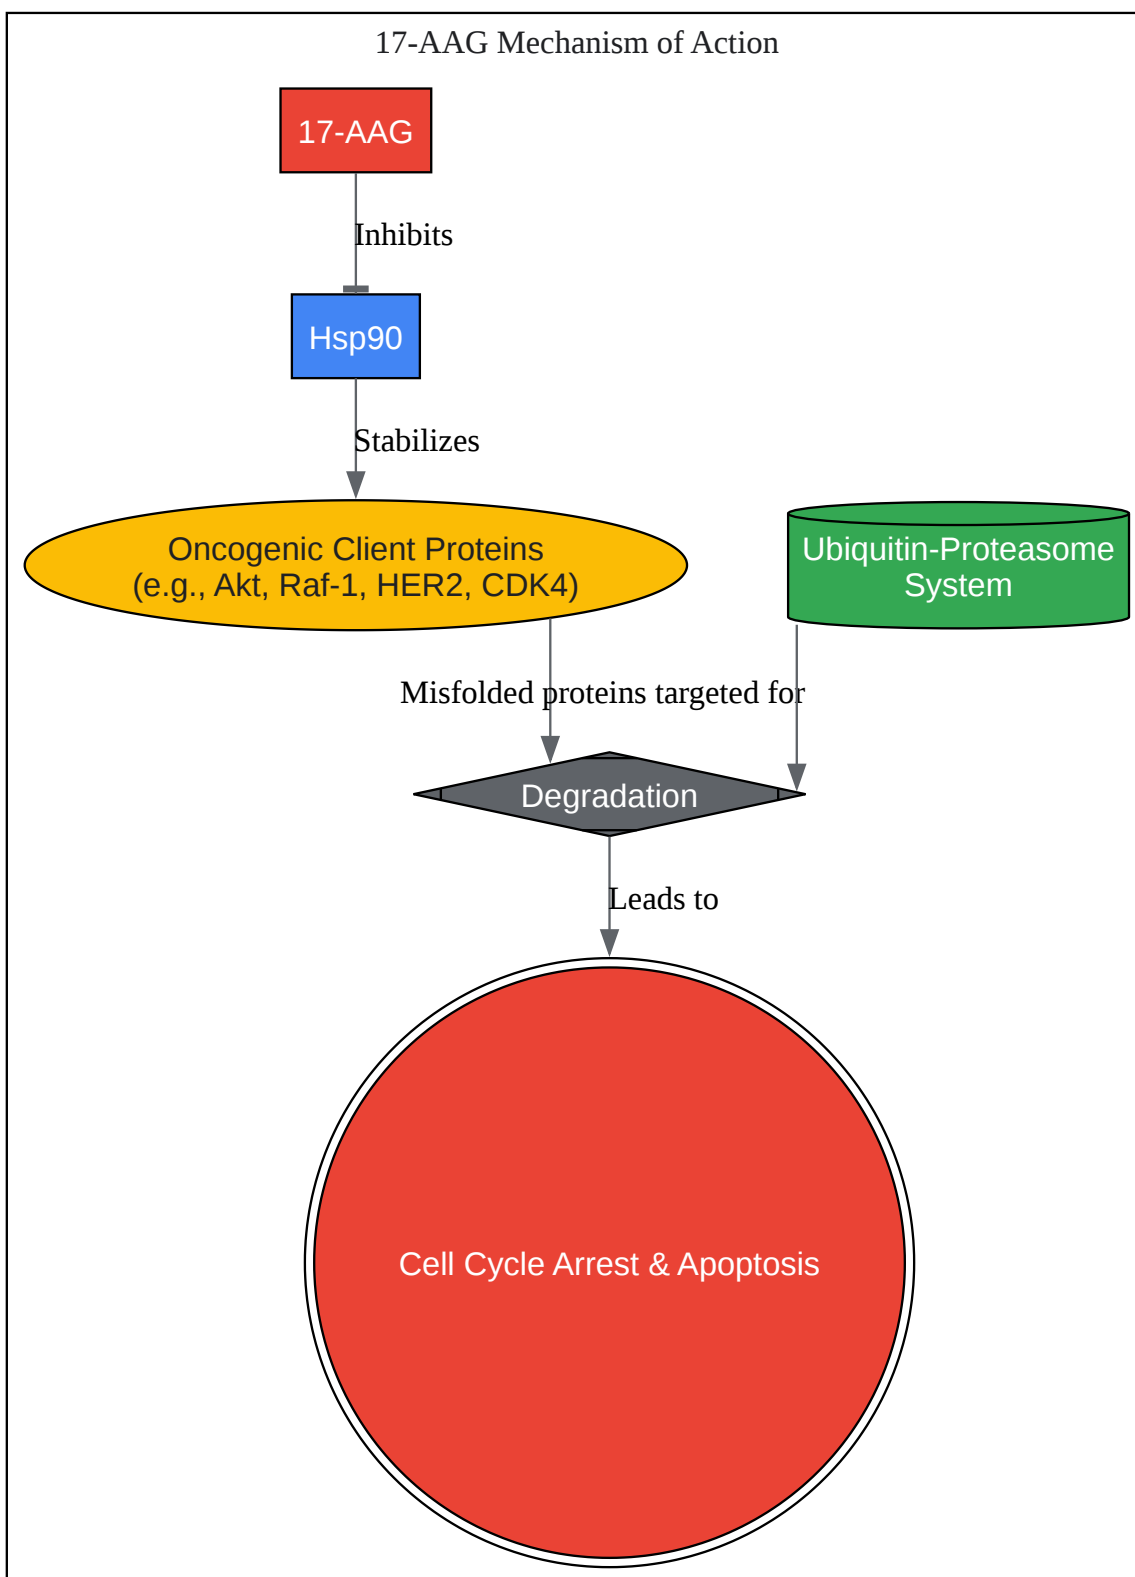 17-AAG Mechanism of Action
17-AAG
Inhibits
Hsp90
Stabilizes
Oncogenic Client Proteins
(e.g., Akt, Raf-1, HER2, CDK4)
Ubiquitin-Proteasome
System
Misfolded proteins targeted for
Degradation
Leads to
Cell Cycle Arrest & Apoptosis